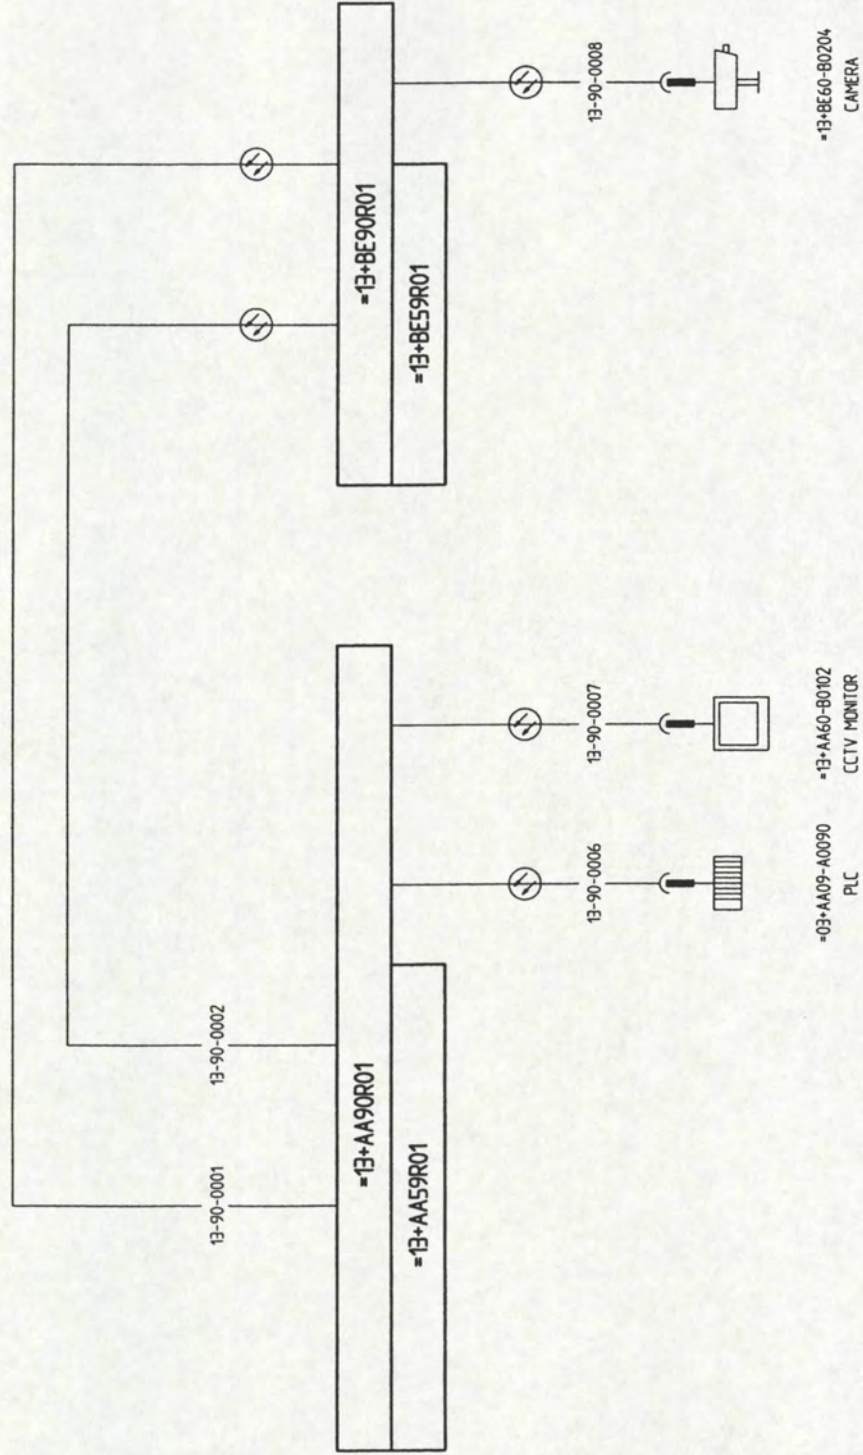 13-90-0001
13-90-0002
=13+AA90R01
=13+AA59R01
=13+BE90R01
=13+BE59R01
13-90-0006
13-90-0007
13-90-0008
=03+AA09-A0090
PLC
=13+AA60-B0102
CCTV MONITOR
=13+BE60-B0204
CAMERA